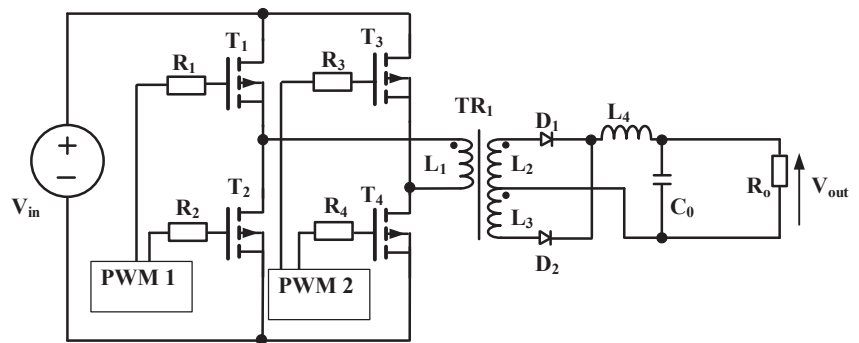 T1
T3
R1
R3
TR1
D1
L4
+
−
Vin
L1
L2
L3
T2
T4
R2
R4
C0
Ro
Vout
D2
PWM 1
PWM 2